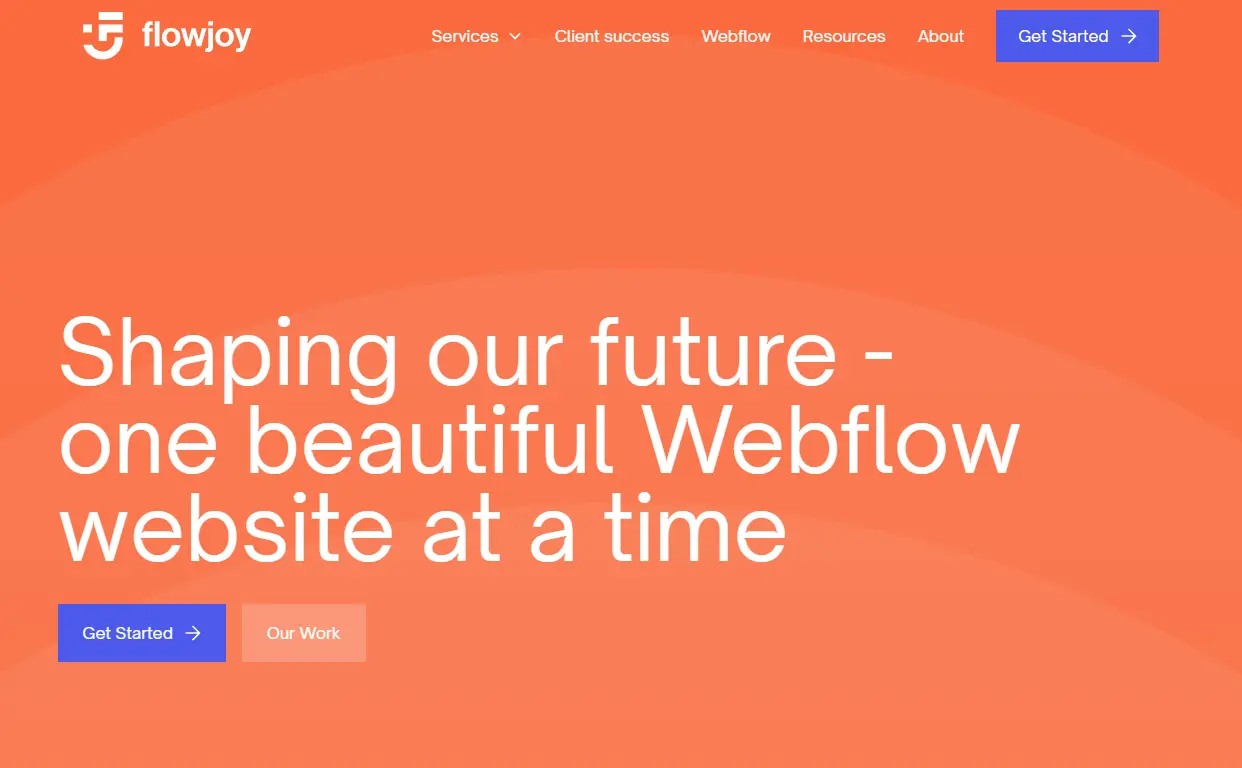 flowjoy
Services
Client success
Webflow
Resources
About
Get Started
Shaping our future -
one beautiful Webflow
website at a time
Get Started
Our Work